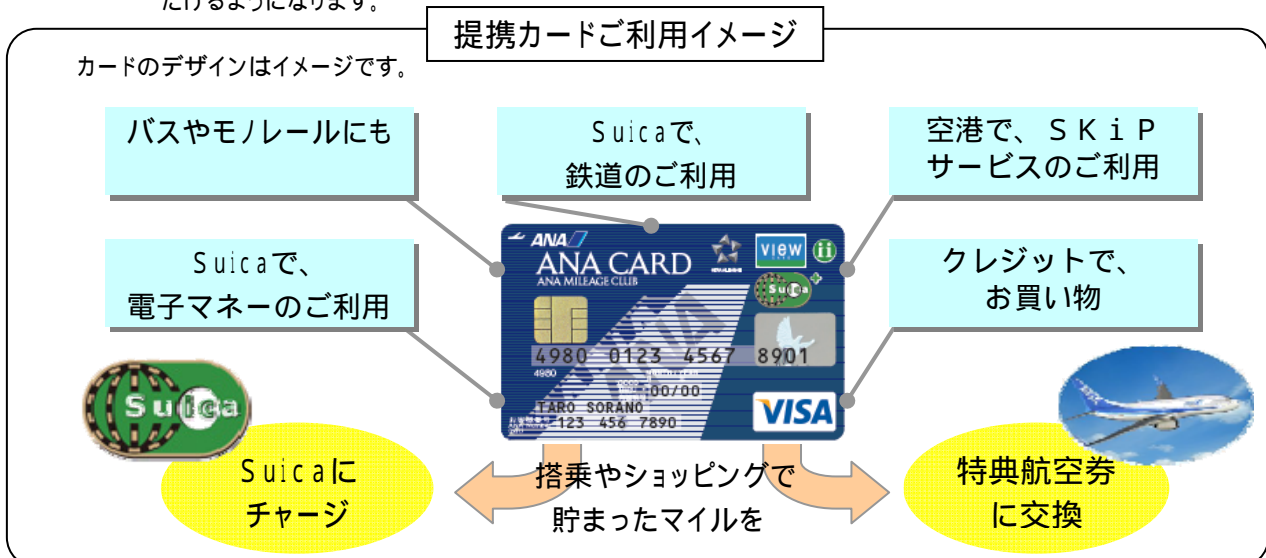 だけるようになります。
提携カードご利用イメージ
カードのデザインはイメージです。
バスやモノレールにも
Suicaで、
鉄道のご利用
空港で、ＳＫｉＰ
サービスのご利用
Suicaで、
電子マネーのご利用
クレジットで、
お買い物
ANA
ANA CARD
ANA MILEAGE CLUB
VIEW
Suica
4980 0123 4567 8901
4980
00/00
TARO SORANO
123 456 7890
VISA
Suica
Suicaに
チャージ
搭乗やショッピングで
貯まったマイルを
特典航空券
に交換